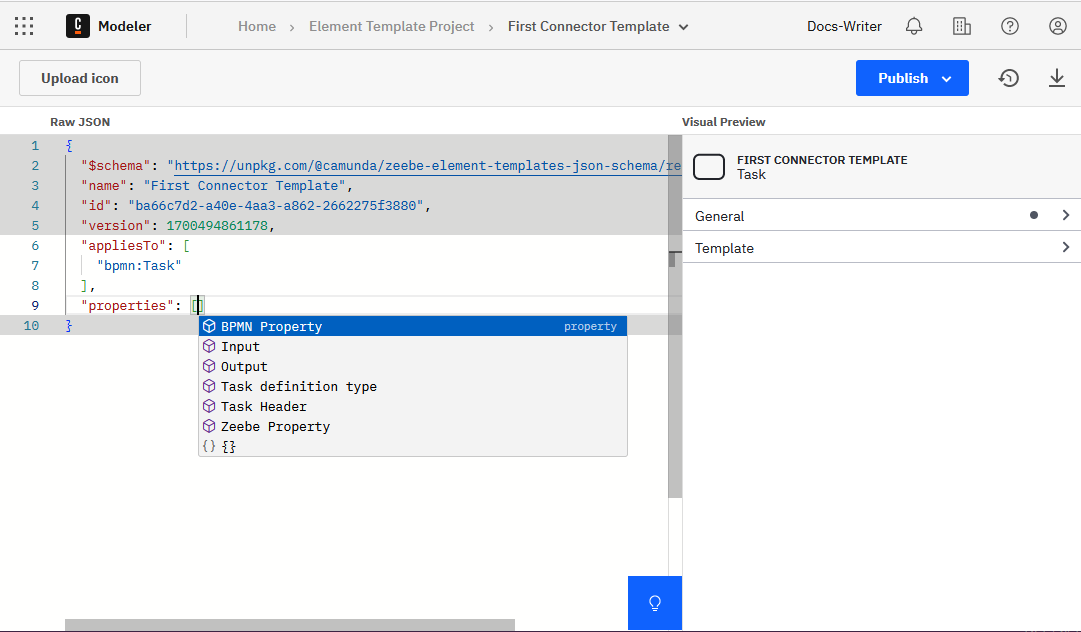 Modeler
Home > Element Template Project > First Connector Template
Docs-Writer
Upload icon
Publish
Raw JSON
Visual Preview
1 {
2 "$schema": "https://unpkg.com/@camunda/zeebe-element-templates-json-schema/re
3 "name": "First Connector Template",
4 "id": "ba66c7d2-a40e-4aa3-a862-2662275f3880",
5 "version": 1700494861178,
6 "appliesTo": [
7 "bpmn:Task"
8 ],
9 "properties": []
10 }
BPMN Property property
Input
Output
Task definition type
Task Header
Zeebe Property
{} {}
FIRST CONNECTOR TEMPLATE
Task
General
Template